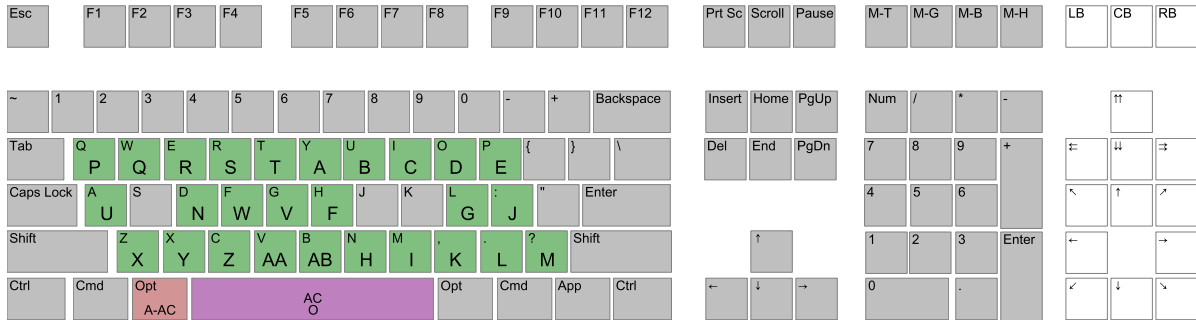 Esc F1 F2 F3 F4 F5 F6 F7 F8 F9 F10 F11 F12 Prt Sc Scroll Pause M-T M-G M-B M-H LB CB RB
~ 1 2 3 4 5 6 7 8 9 0 - + Backspace Insert Home PgUp Num / * - ⇈
Tab Q W E R T Y U I O P { } \ Del End PgDn 7 8 9 + ⇇ ⇊ ⇉
P Q R S T A B C D E
Caps Lock A S D F G H J K L : " Enter 4 5 6 ↖ ↑ ↗
U N W V F G J
Shift Z X C V B N M , . ? Shift ↑ 1 2 3 Enter ← →
X Y Z AA AB H I K L M
Ctrl Cmd Opt Opt Cmd App Ctrl ← ↓ → 0 . ↙ ↓ ↘
A-AC AC
O